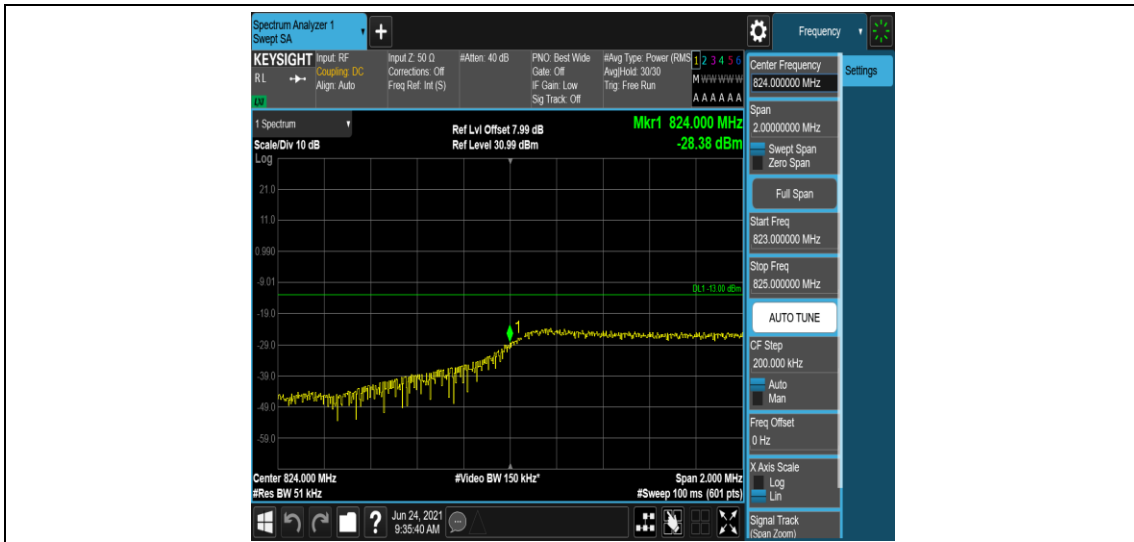 Spectrum Analyzer 1
Swept SA
+
Frequency
KEYSIGHT
RL
LXI
Input: RF
Coupling: DC
Align: Auto
Input Z: 50 Ω
Corrections: Off
Freq Ref: Int (S)
#Atten: 40 dB
PNO: Best Wide
Gate: Off
IF Gain: Low
Sig Track: Off
#Avg Type: Power (RMS
Avg|Hold: 30/30
Trig: Free Run
1 2 3 4 5 6
M W W W W W
A A A A A A
1 Spectrum
Scale/Div 10 dB
Log
Ref Lvl Offset 7.99 dB
Ref Level 30.99 dBm
Mkr1 824.000 MHz
-28.38 dBm
21.0
11.0
0.990
-9.01
-19.0
-29.0
-39.0
-49.0
-59.0
DL1 -13.00 dBm
1
Center 824.000 MHz
#Res BW 51 kHz
#Video BW 150 kHz*
Span 2.000 MHz
#Sweep 100 ms (601 pts)
Jun 24, 2021
9:35:40 AM
?
Center Frequency
824.000000 MHz
Settings
Span
2.00000000 MHz
Swept Span
Zero Span
Full Span
Start Freq
823.000000 MHz
Stop Freq
825.000000 MHz
AUTO TUNE
CF Step
200.000 kHz
Auto
Man
Freq Offset
0 Hz
X Axis Scale
Log
Lin
Signal Track
(Span Zoom)